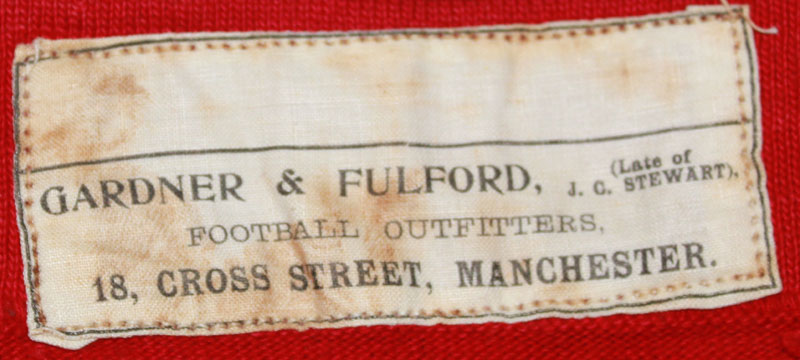 GARDNER & FULFORD, (Late of
J. C. STEWART),
FOOTBALL OUTFITTERS,
18, CROSS STREET, MANCHESTER.